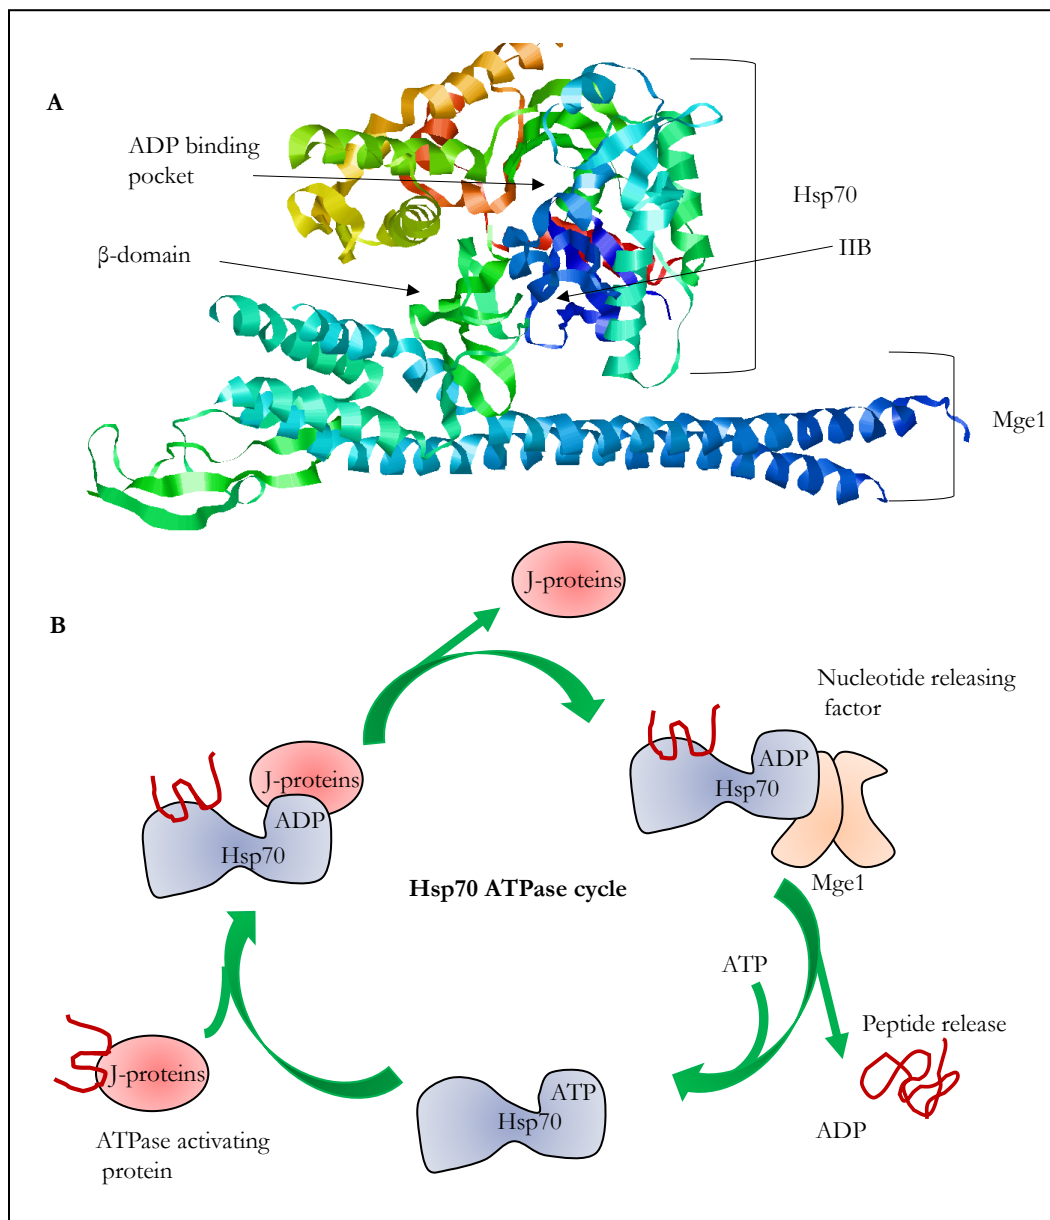 A
ADP binding
pocket
Hsp70
β-domain
IIB
Mge1
J-proteins
B
Nucleotide releasing
factor
ADP
Hsp70
Mge1
J-proteins
ADP
Hsp70
Hsp70 ATPase cycle
ATP
Peptide release
ADP
J-proteins
ATPase activating
protein
ATP
Hsp70